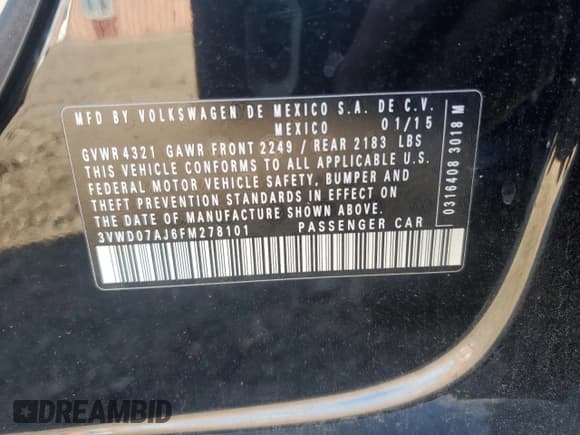 MFD BY VOLKSWAGEN DE MEXICO S.A. DE C.V.
MEXICO 01/15
GVWR 4321 GAWR FRONT 2249 / REAR 2183 LBS
THIS VEHICLE CONFORMS TO ALL APPLICABLE U.S.
FEDERAL MOTOR VEHICLE SAFETY, BUMPER AND
THEFT PREVENTION STANDARDS IN EFFECT ON
THE DATE OF MANUFACTURE SHOWN ABOVE.
3VWD07AJ6FM278101 PASSENGER CAR
0316408 3018M
DREAMBID